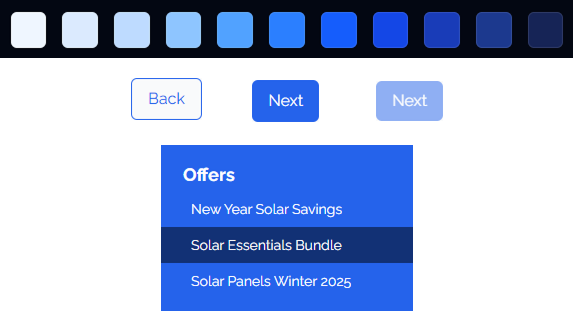 Back
Next
Next
Offers
New Year Solar Savings
Solar Essentials Bundle
Solar Panels Winter 2025